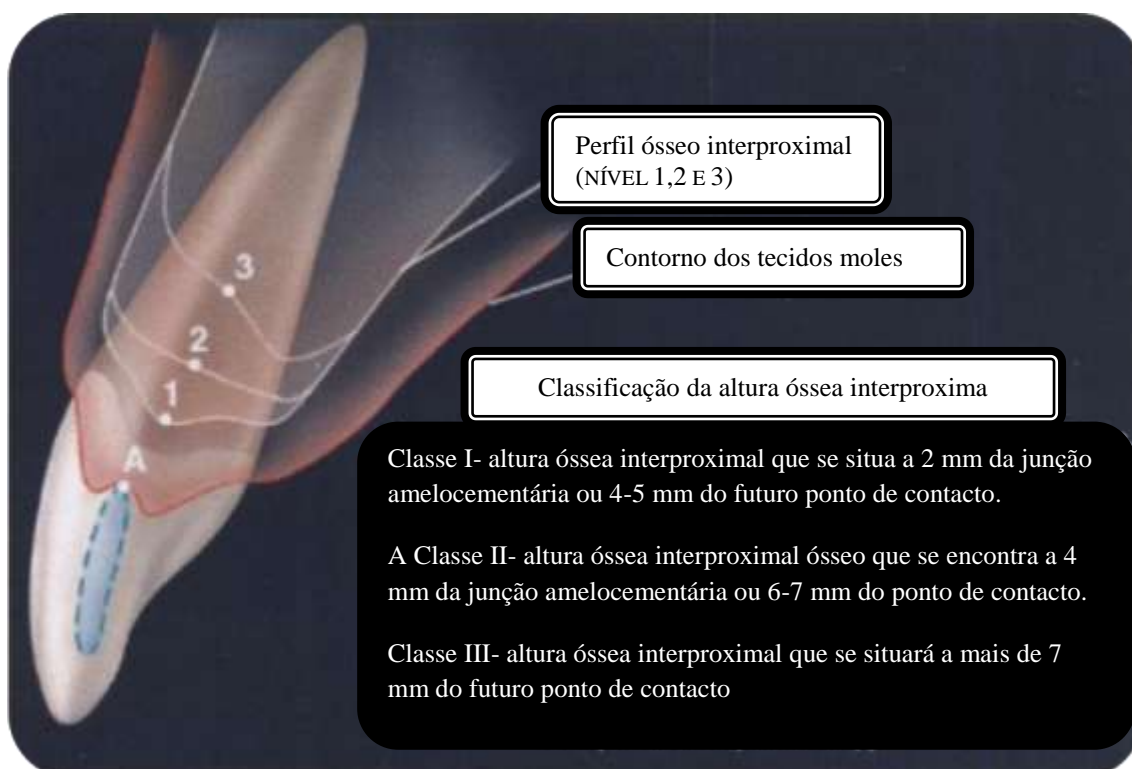 Perfil ósseo interproximal
(NÍVEL 1,2 E 3)
Contorno dos tecidos moles
3
2
1
A
Classificação da altura óssea interproxima
Classe I- altura óssea interproximal que se situa a 2 mm da junção
amelocementária ou 4-5 mm do futuro ponto de contacto.
A Classe II- altura óssea interproximal ósseo que se encontra a 4
mm da junção amelocementária ou 6-7 mm do ponto de contacto.
Classe III- altura óssea interproximal que se situará a mais de 7
mm do futuro ponto de contacto